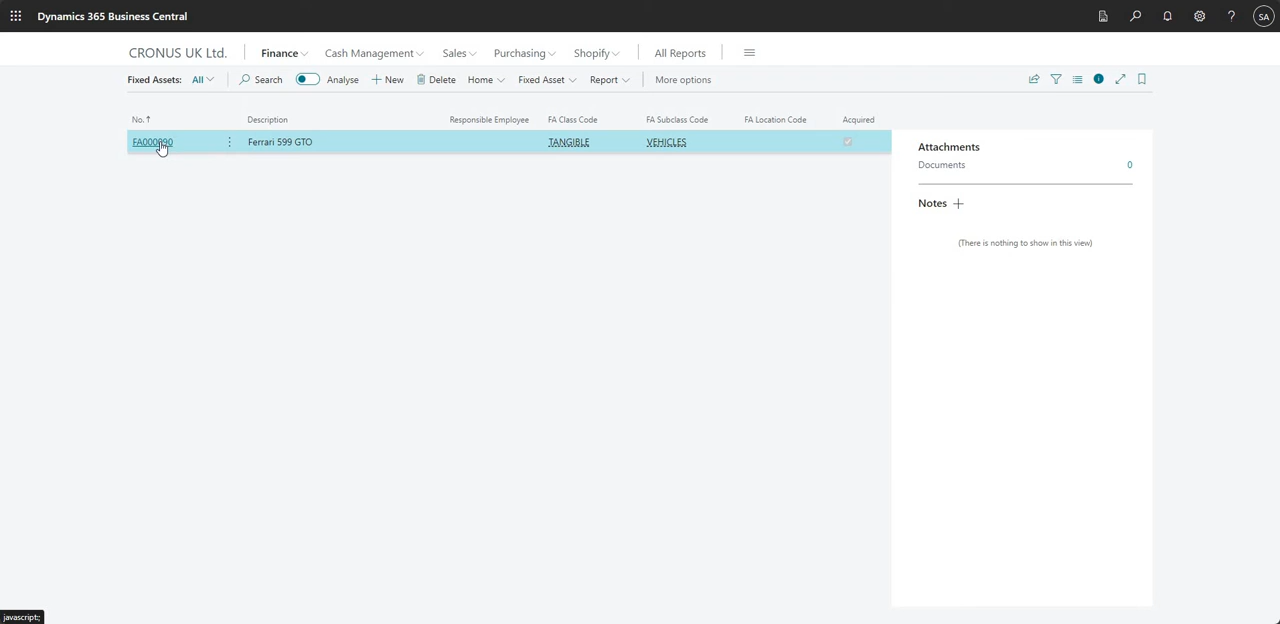 Dynamics 365 Business Central
SA
CRONUS UK Ltd. Finance Cash Management Sales Purchasing Shopify All Reports
Fixed Assets: All Search Analyse New Delete Home Fixed Asset Report More options
No. ↑ Description Responsible Employee FA Class Code FA Subclass Code FA Location Code Acquired
FA000090 Ferrari 599 GTO TANGIBLE VEHICLES
Attachments
Documents 0
Notes
(There is nothing to show in this view)
javascript:;